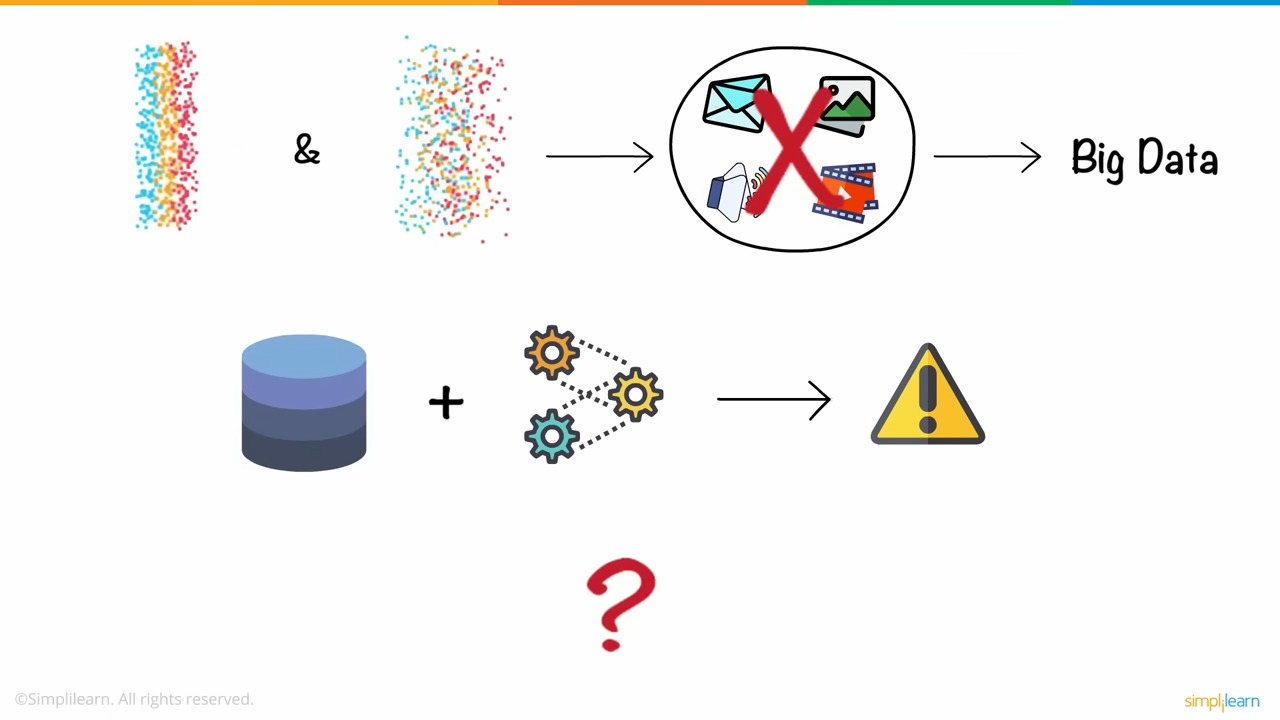 &
Big Data
+
?
©Simplilearn. All rights reserved.
simplilearn